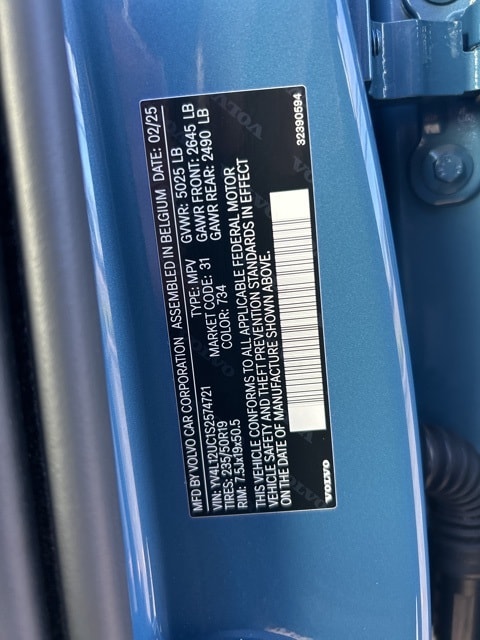 MFD BY VOLVO CAR CORPORATION ASSEMBLED IN BELGIUM DATE: 02/25
VIN: YV4L12UC1S2574721 TYPE: MPV GVWR: 5025 LB
TIRES: 235/50R19 MARKET CODE: 31 GAWR FRONT: 2645 LB
RIM: 7.5Jx19x50.5 COLOR: 734 GAWR REAR: 2490 LB
THIS VEHICLE CONFORMS TO ALL APPLICABLE FEDERAL MOTOR
VEHICLE SAFETY AND THEFT PREVENTION STANDARDS IN EFFECT
ON THE DATE OF MANUFACTURE SHOWN ABOVE.
VOLVO 32390594